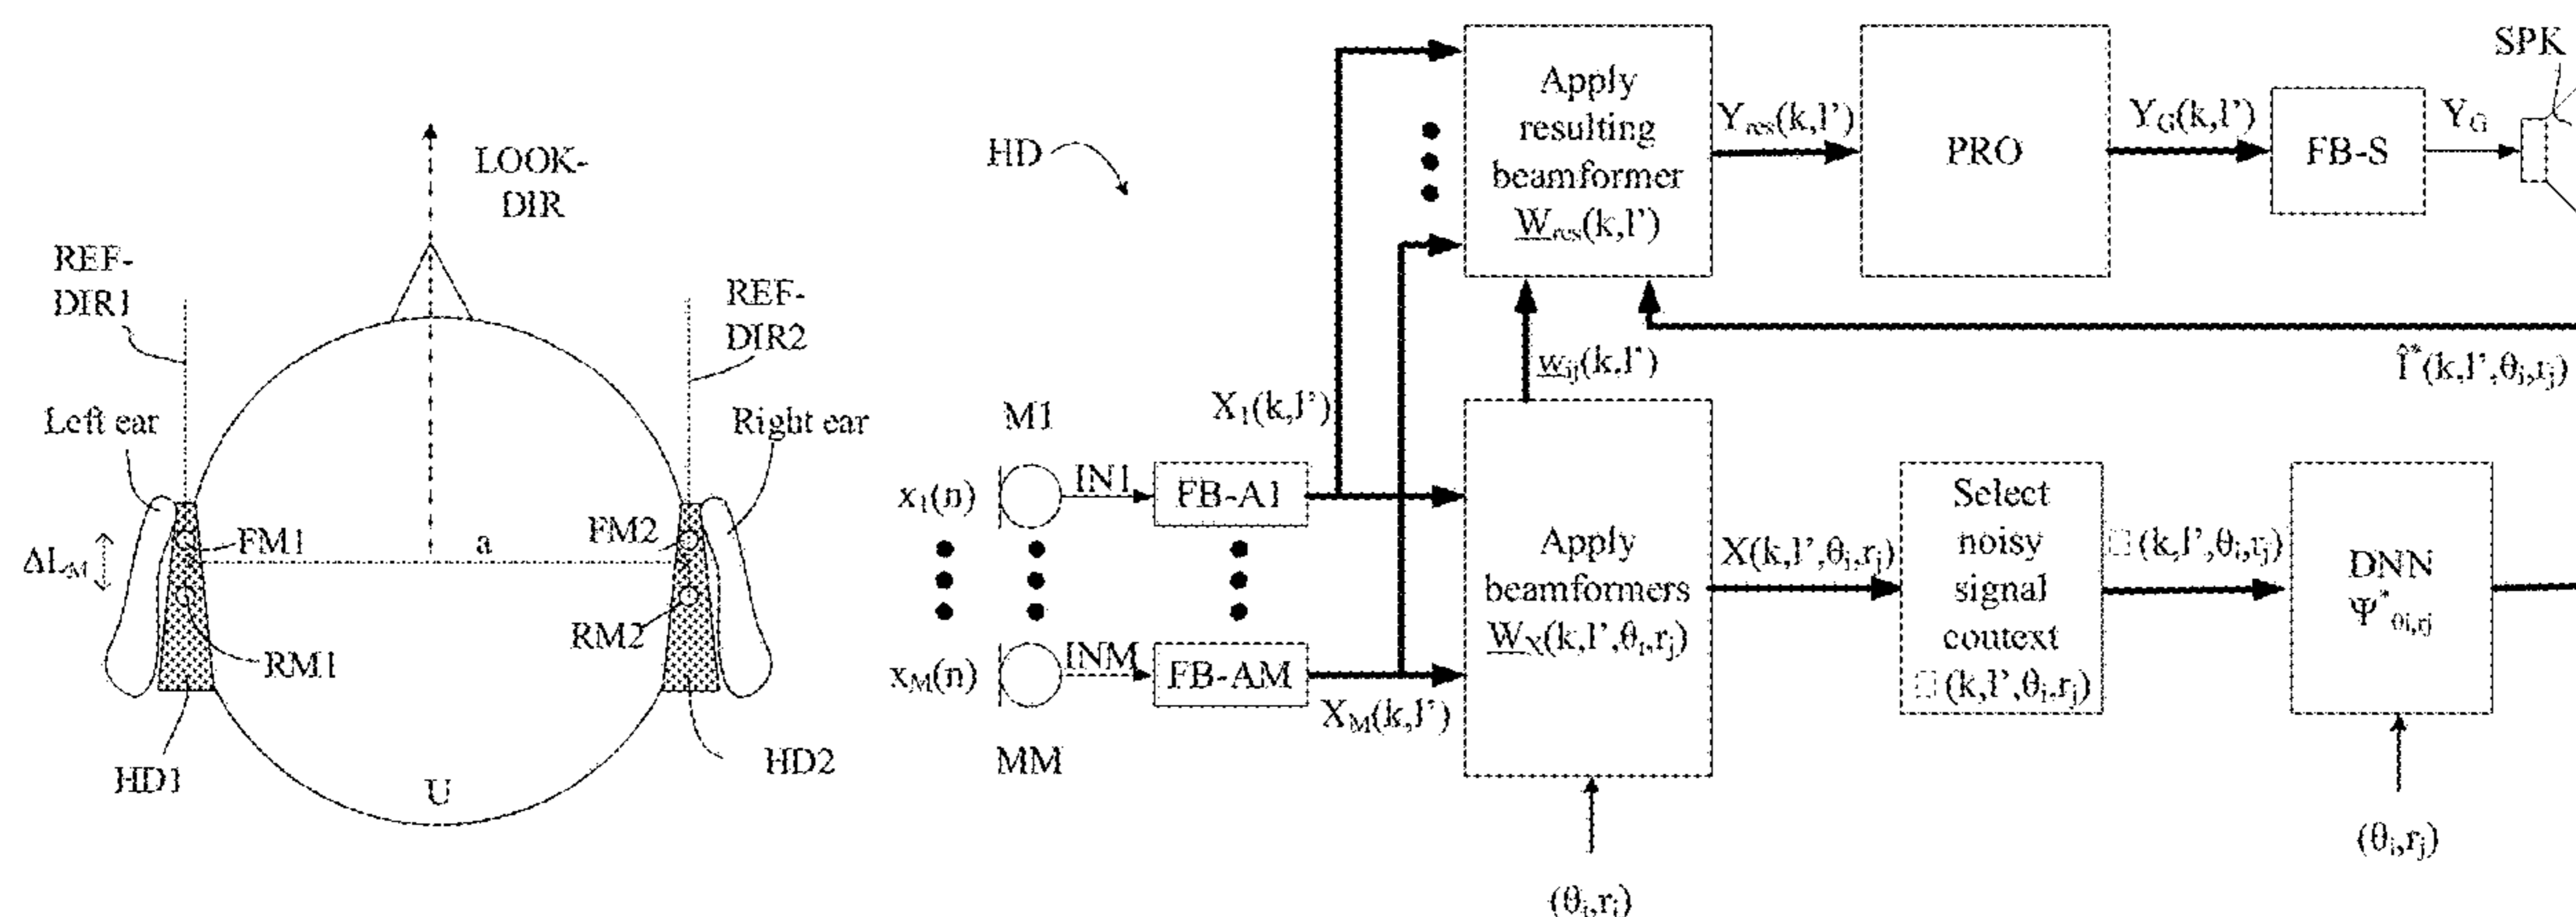 LOOK-
DIR
REF-
DIR1
REF-
DIR2
Left ear
Right ear
ΔL_M
FM1
a
FM2
RM1
RM2
HD1
U
HD2
HD
Apply
resulting
beamformer
W_res(k,l')
Y_res(k,l')
PRO
Y_G(k,l')
FB-S
Y_G
SPK
w_ij(k,l')
Î*(k,l',θ_i,r_j)
X_1(k,l')
M1
x_1(n)
IN1
FB-A1
x_M(n)
INM
FB-AM
X_M(k,l')
MM
Apply
beamformers
W_X(k,l',θ_i,r_j)
X(k,l',θ_i,r_j)
Select
noisy
signal
context
(k,l',θ_i,r_j)
(k,l',θ_i,r_j)
DNN
Ψ*_θi,rj
(θ_i,r_j)
(θ_i,r_j)